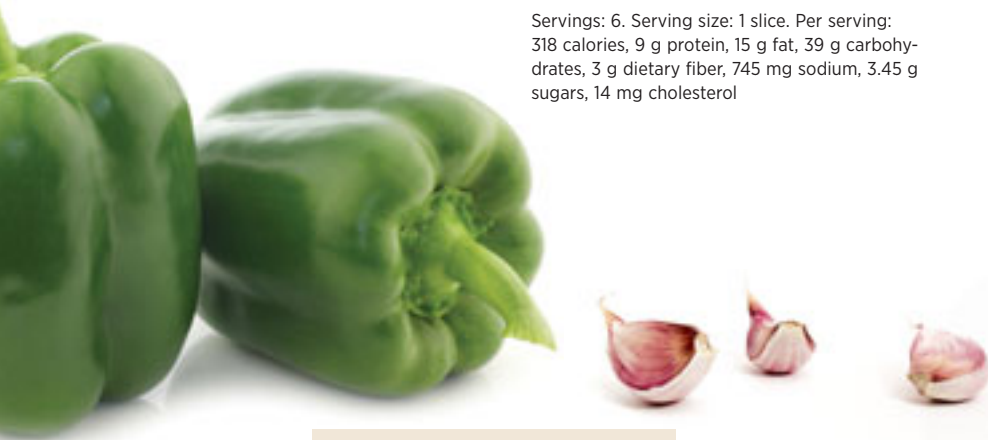 Servings: 6. Serving size: 1 slice. Per serving:
318 calories, 9 g protein, 15 g fat, 39 g carbohy-
drates, 3 g dietary fiber, 745 mg sodium, 3.45 g
sugars, 14 mg cholesterol